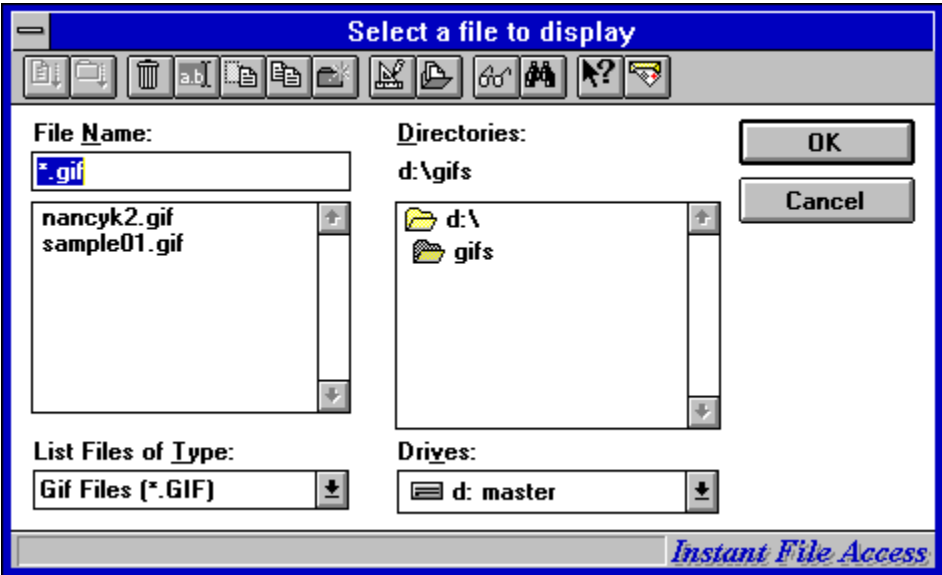 Select a file to display
a.b
?
File Name:
*.gif
nancyk2.gif
sample01.gif
List Files of Type:
Gif Files (*.GIF)
Directories:
d:\gifs
d:\
gifs
Drives:
d: master
OK
Cancel
Instant File Access